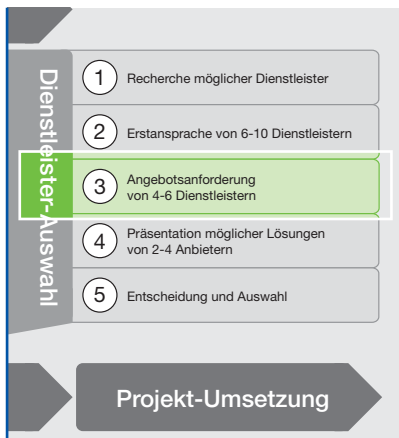 Dienstleister-Auswahl
1 Recherche möglicher Dienstleister
2 Erstansprache von 6-10 Dienstleistern
3 Angebotsanforderung
von 4-6 Dienstleistern
4 Präsentation möglicher Lösungen
von 2-4 Anbietern
5 Entscheidung und Auswahl
Projekt-Umsetzung